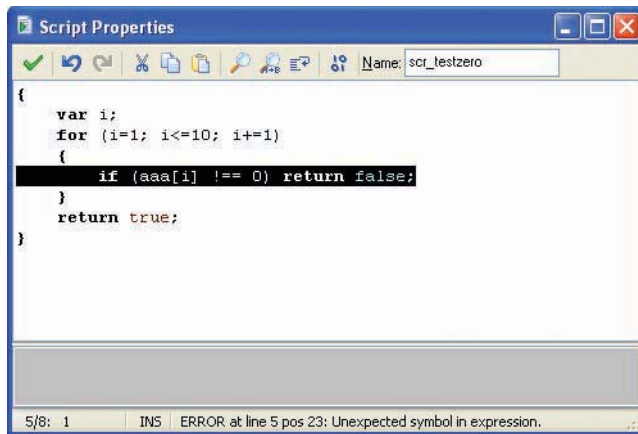 Script Properties
Name: scr_testzero
{
var i;
for (i=1; i<=10; i+=1)
{
if (aaa[i] !== 0) return false;
}
return true;
}
5/8: 1 INS ERROR at line 5 pos 23: Unexpected symbol in expression.